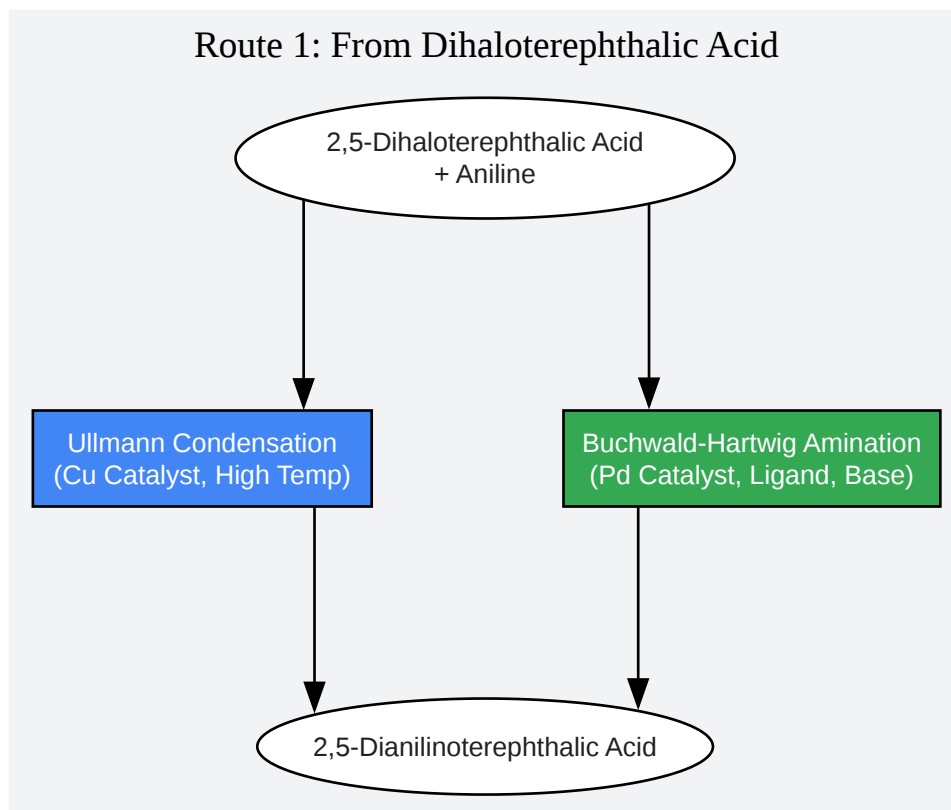 Route 1: From Dihaloterephthalic Acid
2,5-Dihaloterephthalic Acid
+ Aniline
Ullmann Condensation
(Cu Catalyst, High Temp)
Buchwald-Hartwig Amination
(Pd Catalyst, Ligand, Base)
2,5-Dianilinoterephthalic Acid